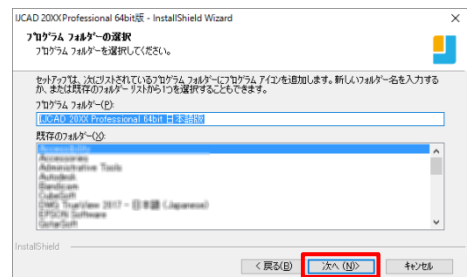 IJCAD 20XX Professional 64bit版 - InstallShield Wizard
プログラム フォルダーの選択
プログラム フォルダーを選択してください。
セットアップは、次にリストされているプログラム フォルダーにプログラム アイコンを追加します。新しいフォルダー名を入力する
か、または既存のフォルダー リストから1つを選択することもできます。
プログラム フォルダー(P):
IJCAD 20XX Professional 64bit 日本語版
既存のフォルダー(X):
Accessibility
Accessories
Administrative Tools
Autodesk
Bandicam
CubeSoft
DWG TrueView 2017 - 日本語 (Japanese)
EPSON Software
GstarSoft
InstallShield
< 戻る(B)
次へ (N)>
キャンセル